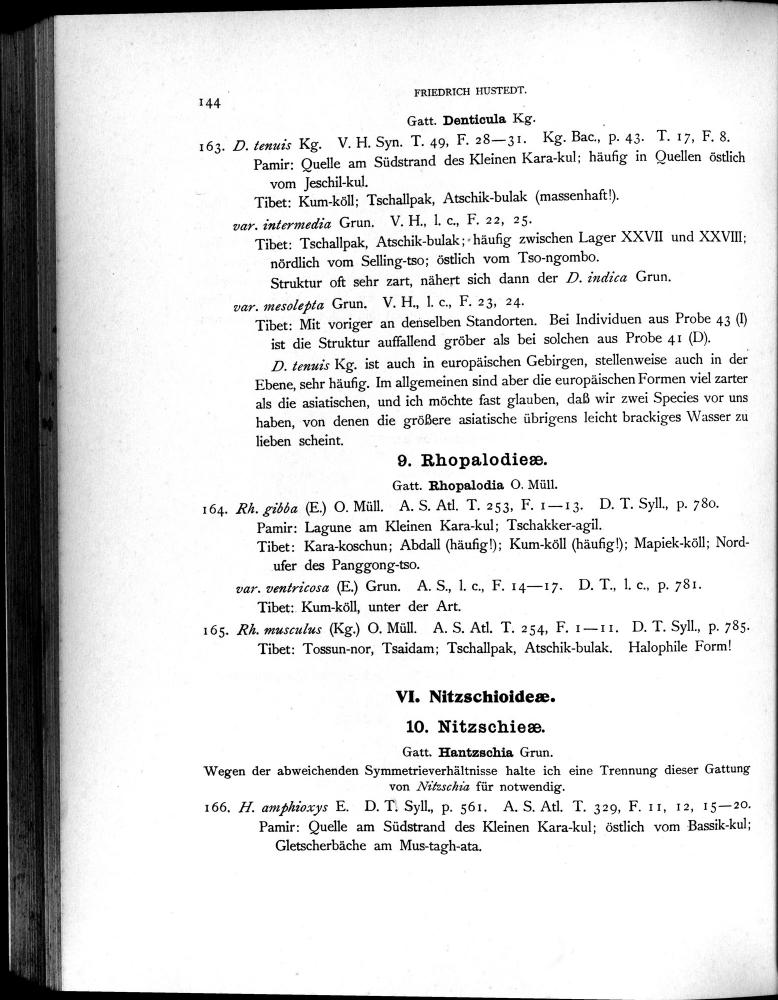 144
FRIEDRICH HUSTEDT.
Gatt. Denticula Kg.
163. D. tenuis Kg. V. H. Syn. T. 49, F. 28—31. Kg. Bac., p. 43. T. 17, F. 8.
Pamir: Quelle am Südstrand des Kleinen Kara-kul; häufig in Quellen östlich
vom Jeschil-kul.
Tibet: Kum-köll; Tschallpak, Atschik-bulak (massenhaft!).
var. intermedia Grun. V. H., l. c., F. 22, 25.
Tibet: Tschallpak, Atschik-bulak; häufig zwischen Lager XXVII und XXVIII;
nördlich vom Selling-tso; östlich vom Tso-ngombo.
Struktur oft sehr zart, nähert sich dann der D. indica Grun.
var. mesolepta Grun. V. H., l. c., F. 23, 24.
Tibet: Mit voriger an denselben Standorten. Bei Individuen aus Probe 43 (I)
ist die Struktur auffallend gröber als bei solchen aus Probe 41 (D).
D. tenuis Kg. ist auch in europäischen Gebirgen, stellenweise auch in der
Ebene, sehr häufig. Im allgemeinen sind aber die europäischen Formen viel zarter
als die asiatischen, und ich möchte fast glauben, daß wir zwei Species vor uns
haben, von denen die größere asiatische übrigens leicht brackiges Wasser zu
lieben scheint.
9. Rhopalodieæ.
Gatt. Rhopalodia O. Müll.
164. Rh. gibba (E.) O. Müll. A. S. Atl. T. 253, F. 1—13. D. T. Syll., p. 780.
Pamir: Lagune am Kleinen Kara-kul; Tschakker-agil.
Tibet: Kara-koschun; Abdall (häufig!); Kum-köll (häufig!); Mapiek-köll; Nord-
ufer des Panggong-tso.
var. ventricosa (E.) Grun. A. S., l. c., F. 14—17. D. T., l. c., p. 781.
Tibet: Kum-köll, unter der Art.
165. Rh. musculus (Kg.) O. Müll. A. S. Atl. T. 254, F. 1—11. D. T. Syll., p. 785.
Tibet: Tossun-nor, Tsaidam; Tschallpak, Atschik-bulak. Halophile Form!
VI. Nitzschioideæ.
10. Nitzschieæ.
Gatt. Hantzschia Grun.
Wegen der abweichenden Symmetrieverhältnisse halte ich eine Trennung dieser Gattung
von Nitzschia für notwendig.
166. H. amphioxys E. D. T. Syll., p. 561. A. S. Atl. T. 329, F. 11, 12, 15—20.
Pamir: Quelle am Südstrand des Kleinen Kara-kul; östlich vom Bassik-kul;
Gletscherbäche am Mus-tagh-ata.